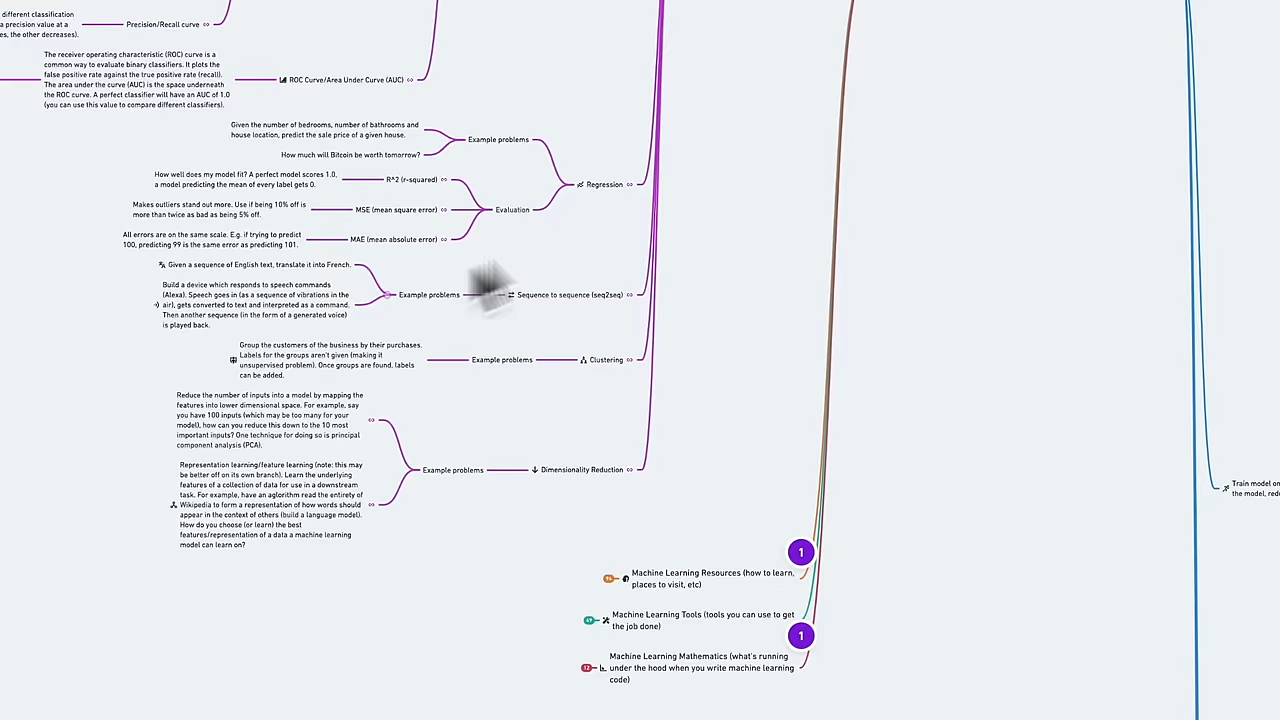 different classification
a precision value at a
es, the other decreases).
Precision/Recall curve
The receiver operating characteristic (ROC) curve is a
common way to evaluate binary classifiers. It plots the
false positive rate against the true positive rate (recall).
The area under the curve (AUC) is the space underneath
the ROC curve. A perfect classifier will have an AUC of 1.0
(you can use this value to compare different classifiers).
ROC Curve/Area Under Curve (AUC)
Given the number of bedrooms, number of bathrooms and
house location, predict the sale price of a given house.
Example problems
How much will Bitcoin be worth tomorrow?
How well does my model fit? A perfect model scores 1.0,
a model predicting the mean of every label gets 0.
R^2 (r-squared)
Regression
Makes outliers stand out more. Use if being 10% off is
more than twice as bad as being 5% off.
MSE (mean square error)
Evaluation
All errors are on the same scale. E.g. if trying to predict
100, predicting 99 is the same error as predicting 101.
MAE (mean absolute error)
Given a sequence of English text, translate it into French.
Build a device which responds to speech commands
(Alexa). Speech goes in (as a sequence of vibrations in the
air), gets converted to text and interpreted as a command.
Then another sequence (in the form of a generated voice)
is played back.
Example problems
Sequence to sequence (seq2seq)
Group the customers of the business by their purchases.
Labels for the groups aren't given (making it
unsupervised problem). Once groups are found, labels
can be added.
Example problems
Clustering
Reduce the number of inputs into a model by mapping the
features into lower dimensional space. For example, say
you have 100 inputs (which may be too many for your
model), how can you reduce this down to the 10 most
important inputs? One technique for doing so is principal
component analysis (PCA).
Representation learning/feature learning (note: this may
be better off on its own branch). Learn the underlying
features of a collection of data for use in a downstream
task. For example, have an aglorithm read the entirety of
Wikipedia to form a representation of how words should
appear in the context of others (build a language model).
How do you choose (or learn) the best
features/representation of a data a machine learning
model can learn on?
Example problems
Dimensionality Reduction
Train model on
the model, red
1
Machine Learning Resources (how to learn,
places to visit, etc)
Machine Learning Tools (tools you can use to get
the job done)
1
Machine Learning Mathematics (what's running
under the hood when you write machine learning
code)